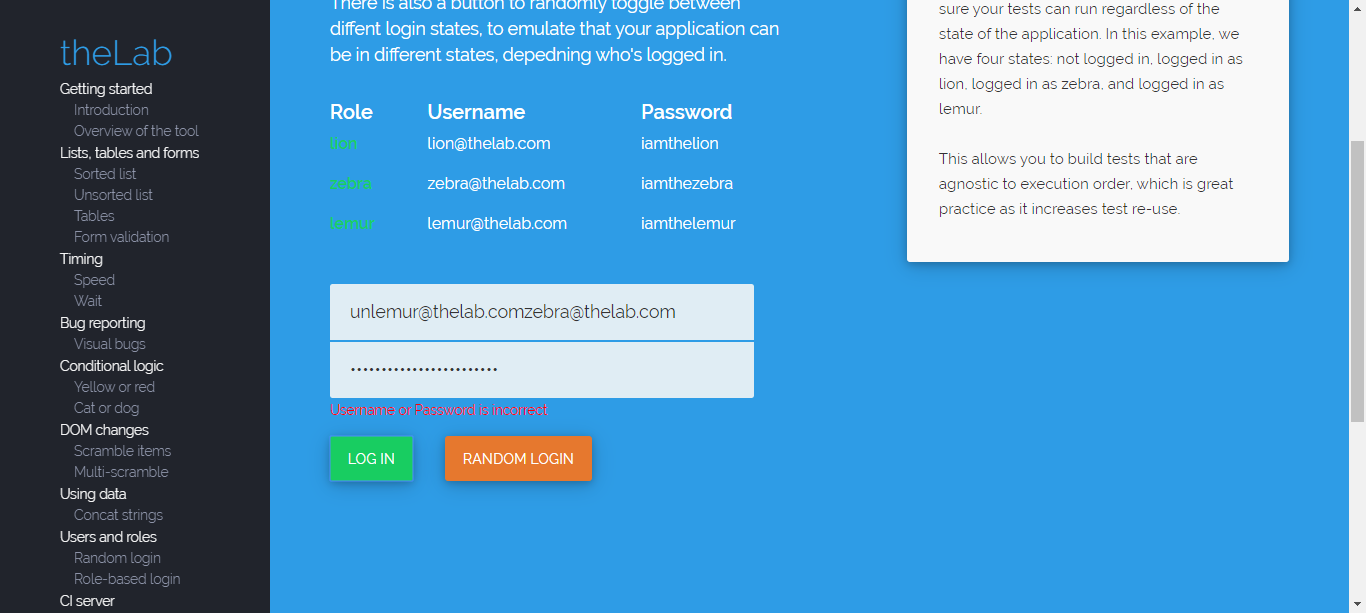 theLab
Getting started
Introduction
Overview of the tool
Lists, tables and forms
Sorted list
Unsorted list
Tables
Form validation
Timing
Speed
Wait
Bug reporting
Visual bugs
Conditional logic
Yellow or red
Cat or dog
DOM changes
Scramble items
Multi-scramble
Using data
Concat strings
Users and roles
Random login
Role-based login
CI server
There is also a button to randomly toggle between
diffent login states, to emulate that your application can
be in different states, depedning who's logged in.
Role Username Password
lion lion@thelab.com iamthelion
zebra zebra@thelab.com iamthezebra
lemur lemur@thelab.com iamthelemur
unlemur@thelab.comzebra@thelab.com
Username or Password is incorrect
LOG IN RANDOM LOGIN
sure your tests can run regardless of the
state of the application. In this example, we
have four states: not logged in, logged in as
lion, logged in as zebra, and logged in as
lemur.
This allows you to build tests that are
agnostic to execution order, which is great
practice as it increases test re-use.